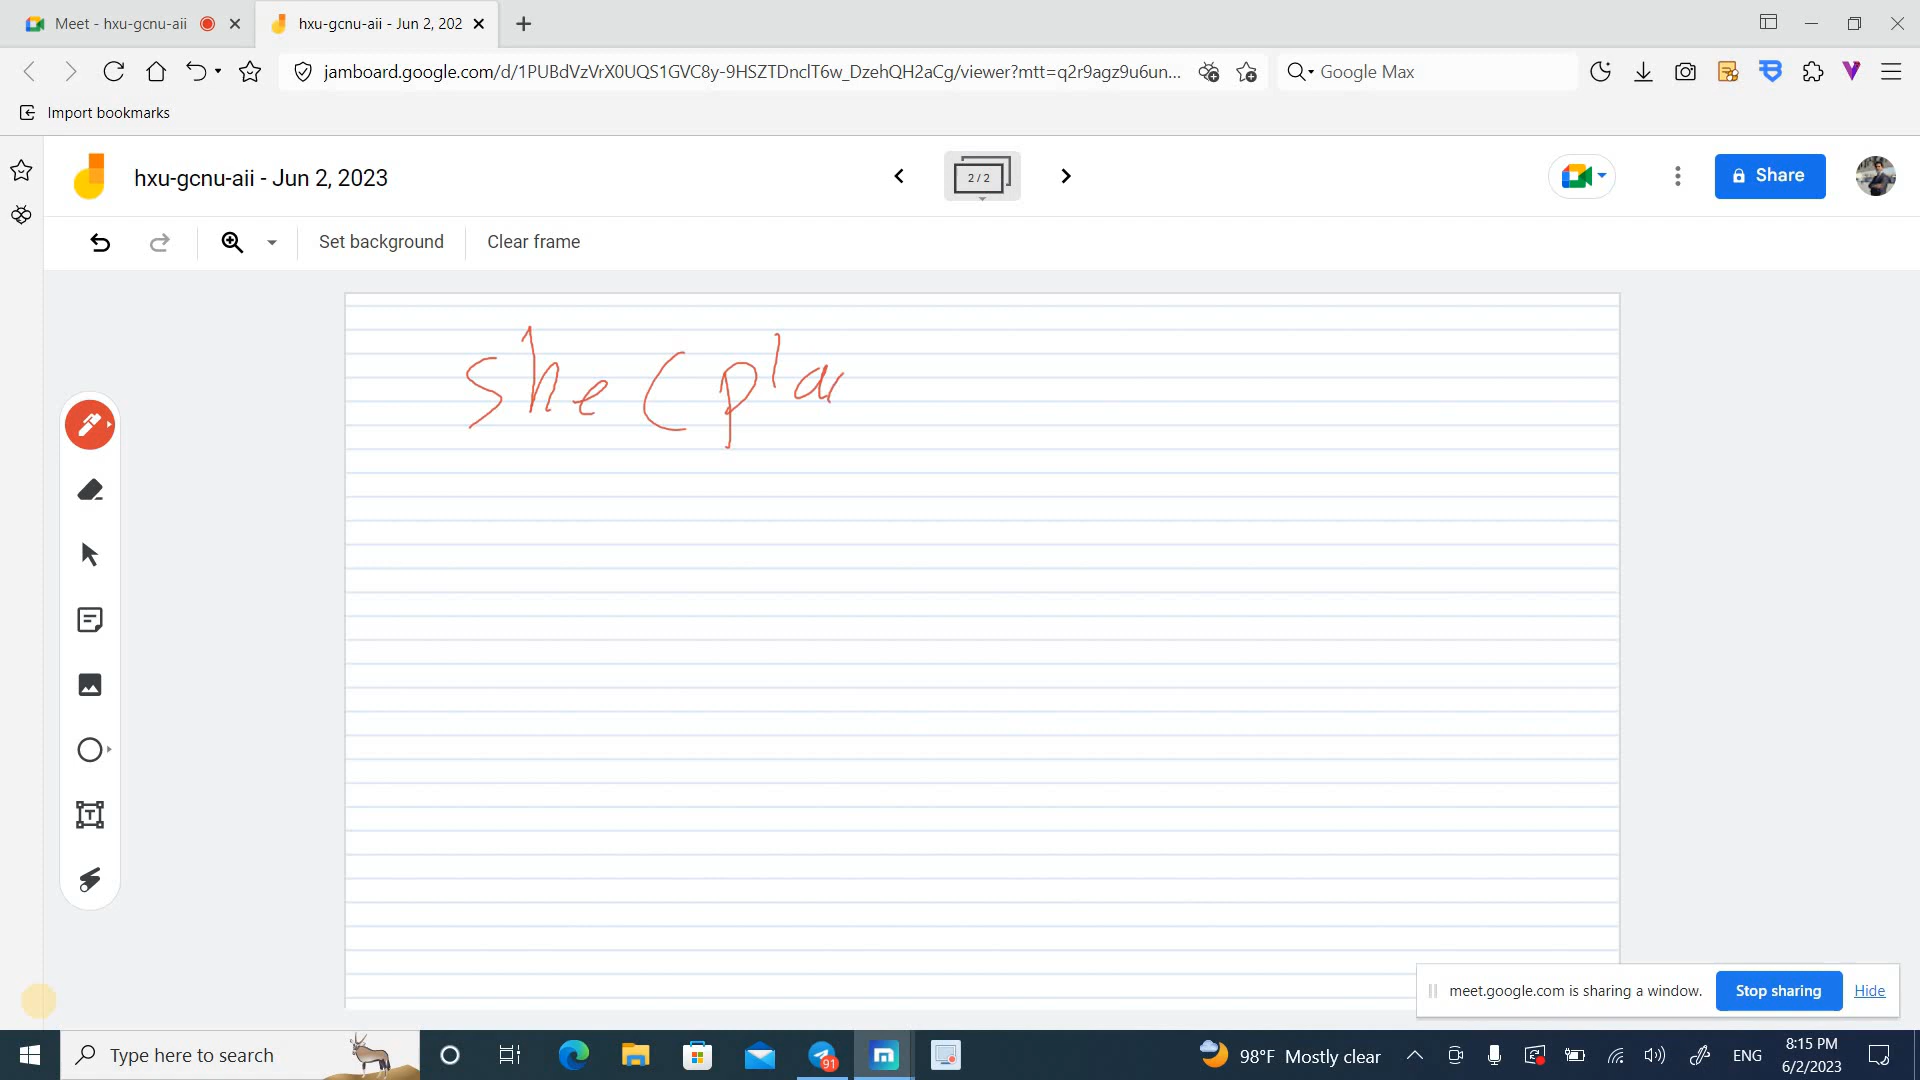 Meet - hxu-gcnu-aii
hxu-gcnu-aii - Jun 2, 202
jamboard.google.com/d/1PUBdVzVrX0UQS1GVC8y-9HSZTDnclT6w_DzehQH2aCg/viewer?mtt=q2r9agz9u6un...
Google Max
Import bookmarks
hxu-gcnu-aii - Jun 2, 2023
2 / 2
Share
Set background
Clear frame
She ( pla
meet.google.com is sharing a window.
Stop sharing
Hide
Type here to search
91
98°F Mostly clear
ENG
8:15 PM
6/2/2023